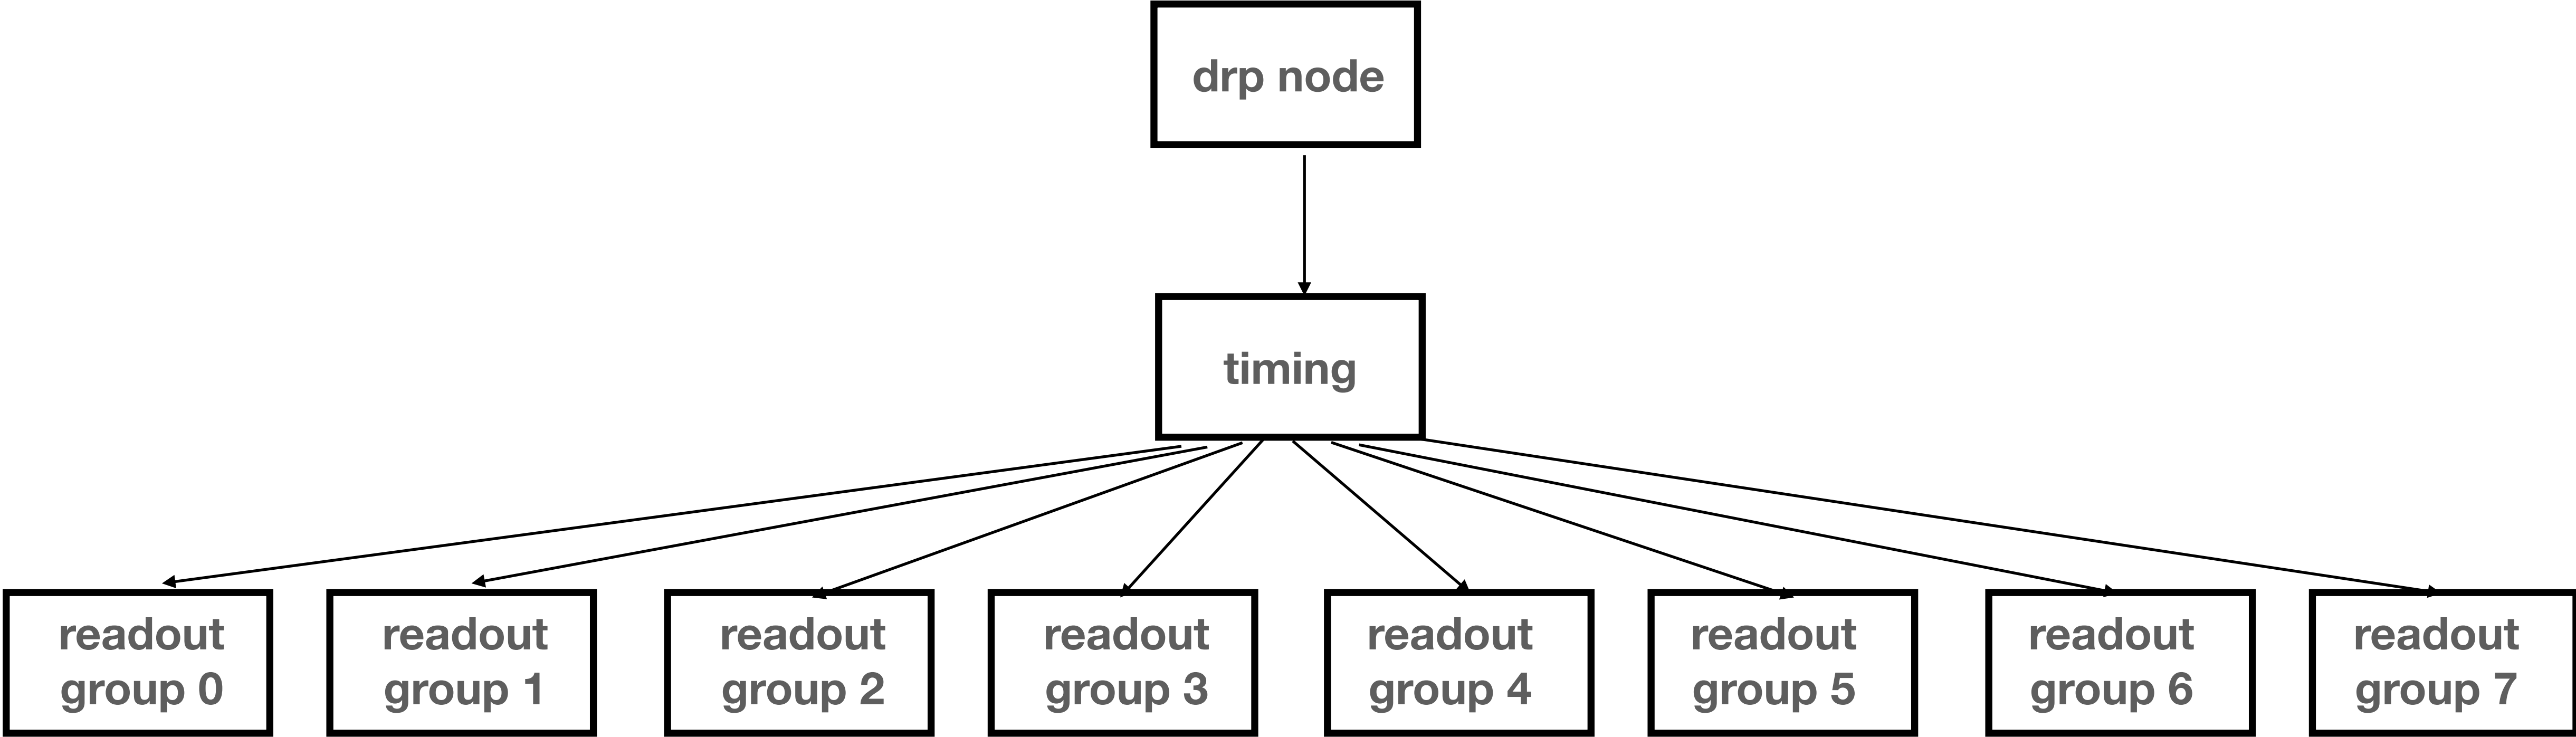 drp node
timing
readout
group 0
readout
group 1
readout
group 2
readout
group 3
readout
group 4
readout
group 5
readout
group 6
readout
group 7